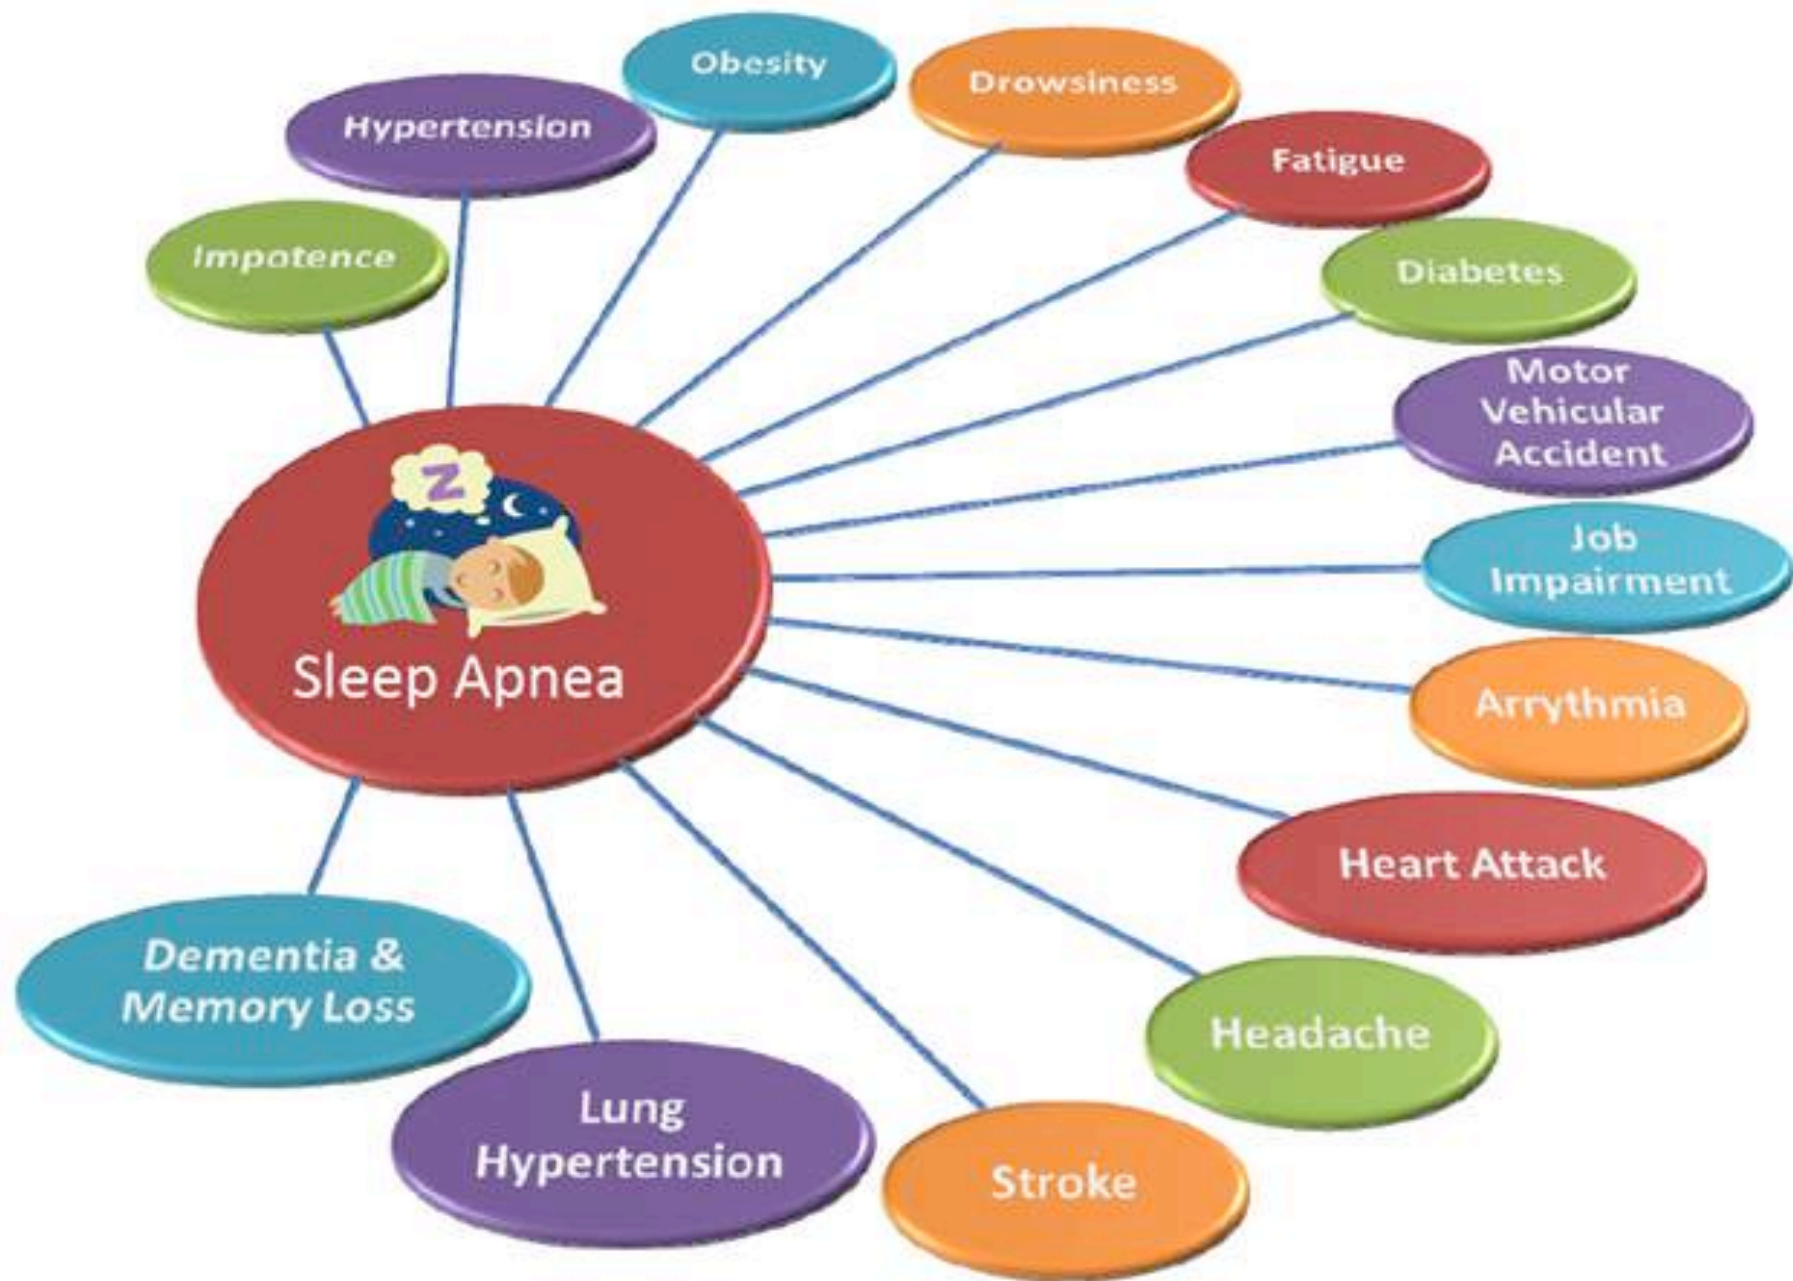 Obesity
Drowsiness
Hypertension
Fatigue
Impotence
Diabetes
Motor
Vehicular
Accident
Z
Job
Impairment
Sleep Apnea
Arrythmia
Heart Attack
Dementia &
Memory Loss
Headache
Lung
Hypertension
Stroke